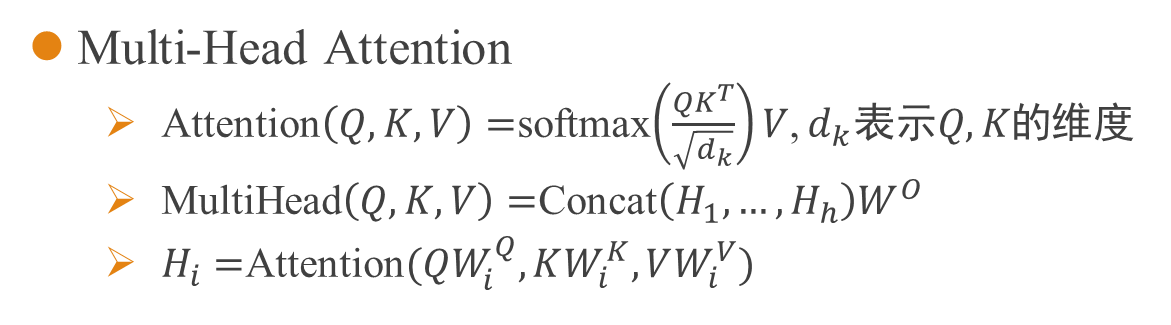 ● Multi-Head Attention
➢ Attention(Q, K, V) =softmax(QK^T/√d_k)V, d_k表示Q, K的维度
➢ MultiHead(Q, K, V) =Concat(H_1, … , H_h)W^O
➢ H_i =Attention(QW_i^Q, KW_i^K, VW_i^V)